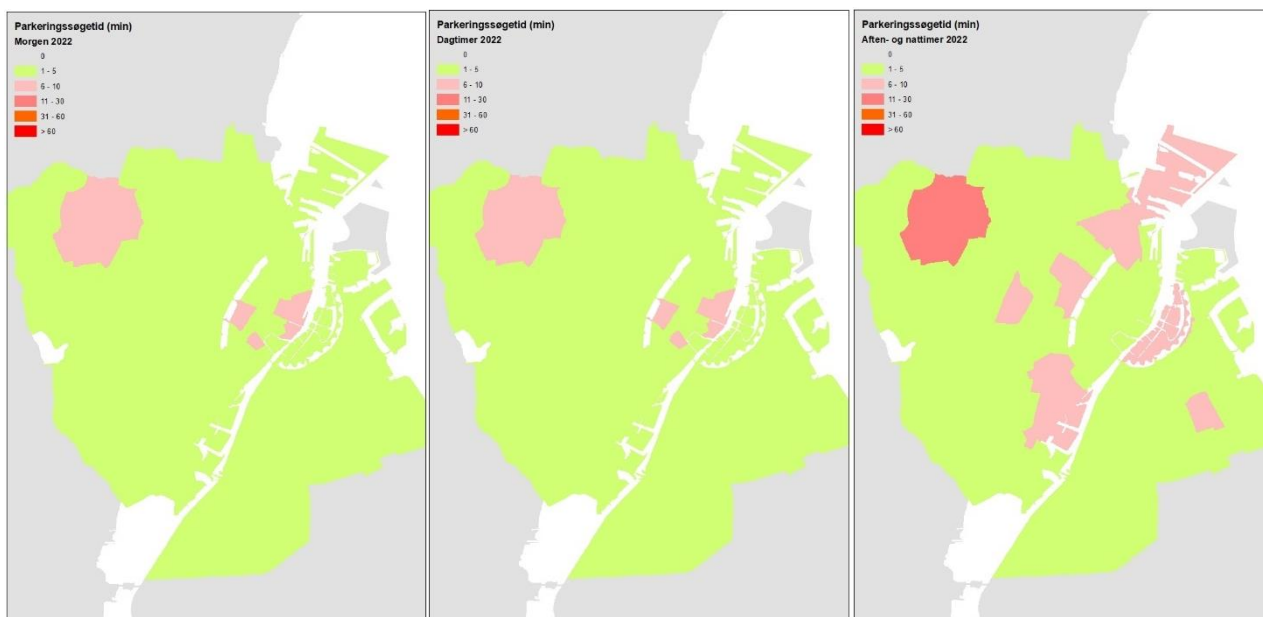 Parkeringssøgetid (min)
Morgen 2022
0
1 - 5
6 - 10
11 - 30
31 - 60
> 60
Parkeringssøgetid (min)
Dagtimer 2022
0
1 - 5
6 - 10
11 - 30
31 - 60
> 60
Parkeringssøgetid (min)
Aften- og nattimer 2022
0
1 - 5
6 - 10
11 - 30
31 - 60
> 60